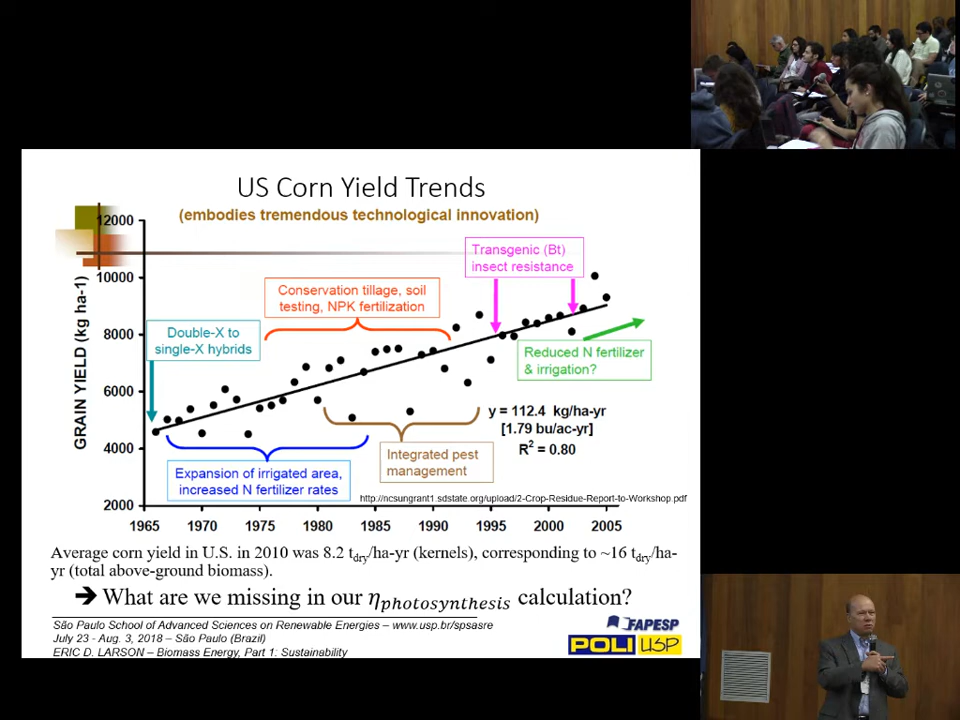 US Corn Yield Trends
(embodies tremendous technological innovation)
GRAIN YIELD (kg ha-1)
12000
10000
8000
6000
4000
2000
Double-X to
single-X hybrids
Conservation tillage, soil
testing, NPK fertilization
Transgenic (Bt)
insect resistance
Reduced N fertilizer
& irrigation?
Expansion of irrigated area,
increased N fertilizer rates
Integrated pest
management
y = 112.4 kg/ha-yr
[1.79 bu/ac-yr]
R² = 0.80
http://ncsungrant1.sdstate.org/upload/2-Crop-Residue-Report-to-Workshop.pdf
1965 1970 1975 1980 1985 1990 1995 2000 2005
Average corn yield in U.S. in 2010 was 8.2 tdry/ha-yr (kernels), corresponding to ~16 tdry/ha-
yr (total above-ground biomass).
➔ What are we missing in our ηphotosynthesis calculation?
São Paulo School of Advanced Sciences on Renewable Energies – www.usp.br/spsasre
July 23 - Aug. 3, 2018 – São Paulo (Brazil)
ERIC D. LARSON – Biomass Energy, Part 1: Sustainability
FAPESP
POLI USP